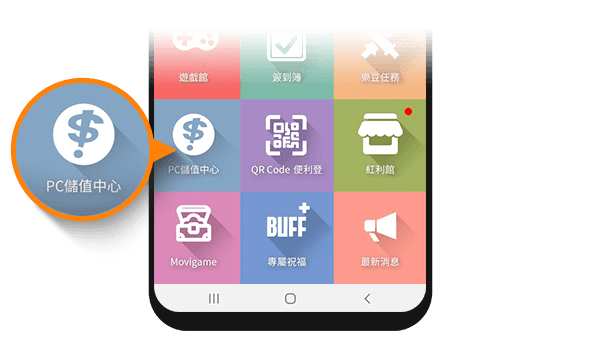 遊戲館
簽到簿
樂豆任務
PC儲值中心
PC儲值中心
QR Code 便利登
紅利館
Movigame
BUFF+
專屬祝福
最新消息